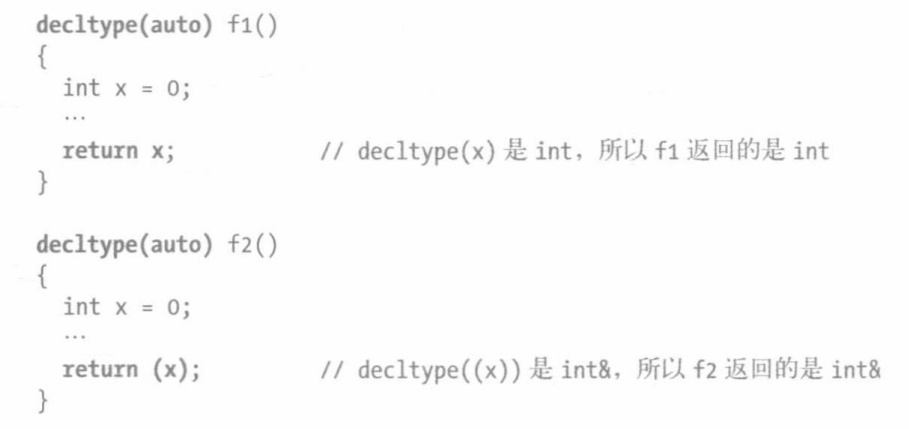 decltype(auto) f1()
{
  int x = 0;
  …
  return x;                // decltype(x) 是 int，所以 f1 返回的是 int
}

decltype(auto) f2()
{
  int x = 0;
  …
  return (x);              // decltype((x)) 是 int&，所以 f2 返回的是 int&
}